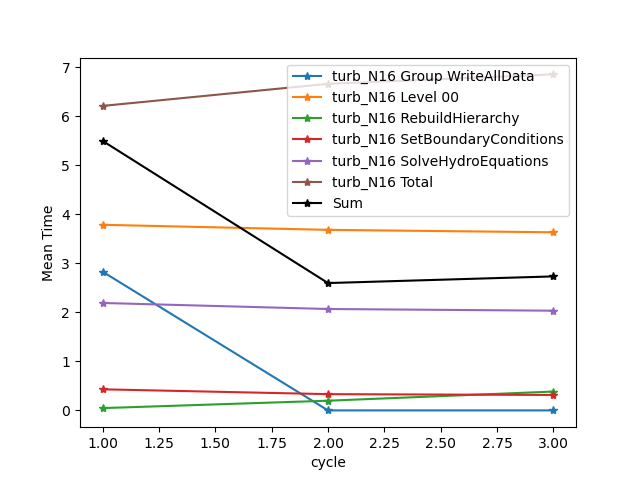 7
6
5
4
3
2
1
0
Mean Time
turb_N16 Group WriteAllData
turb_N16 Level 00
turb_N16 RebuildHierarchy
turb_N16 SetBoundaryConditions
turb_N16 SolveHydroEquations
turb_N16 Total
Sum
1.00 1.25 1.50 1.75 2.00 2.25 2.50 2.75 3.00
cycle